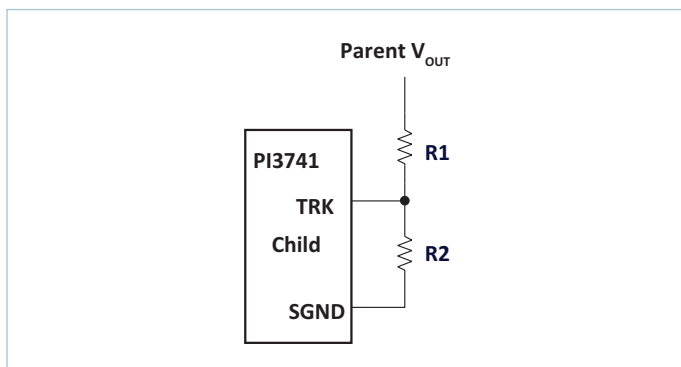 Parent VOUT
PI3741
R1
TRK
Child
R2
SGND